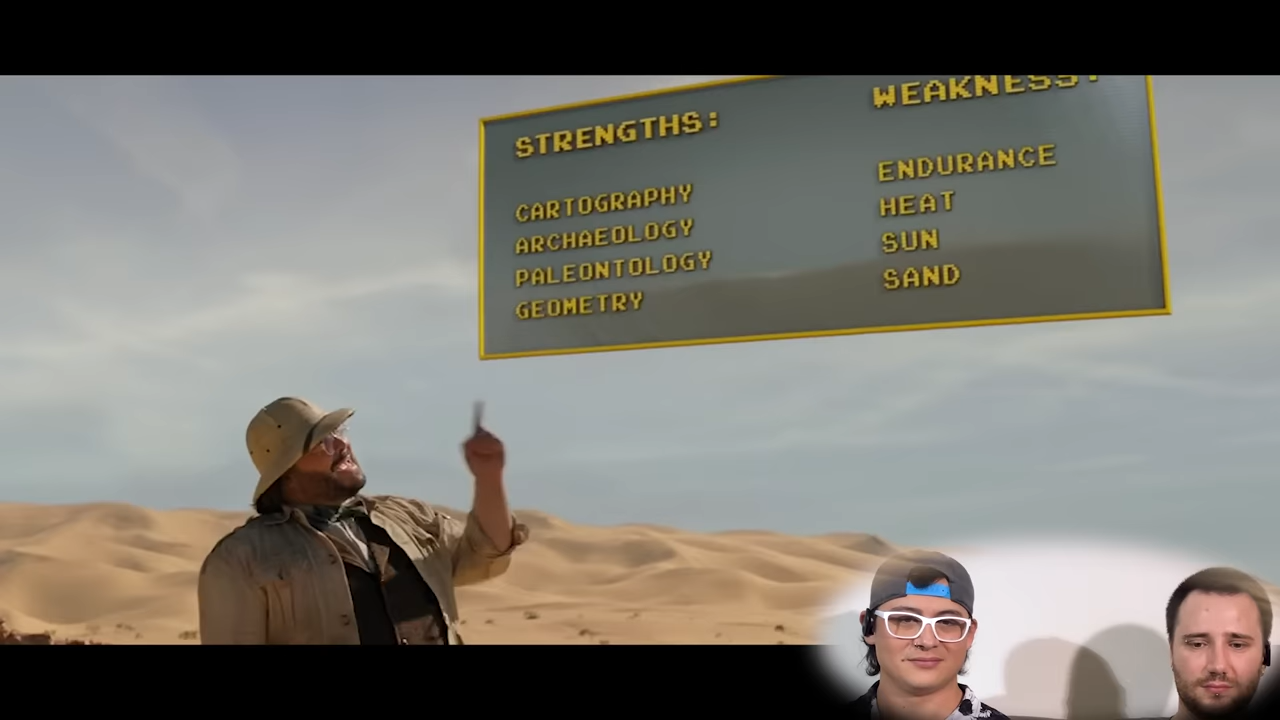 STRENGTHS:
CARTOGRAPHY
ARCHAEOLOGY
PALEONTOLOGY
GEOMETRY
WEAKNESS:
ENDURANCE
HEAT
SUN
SAND